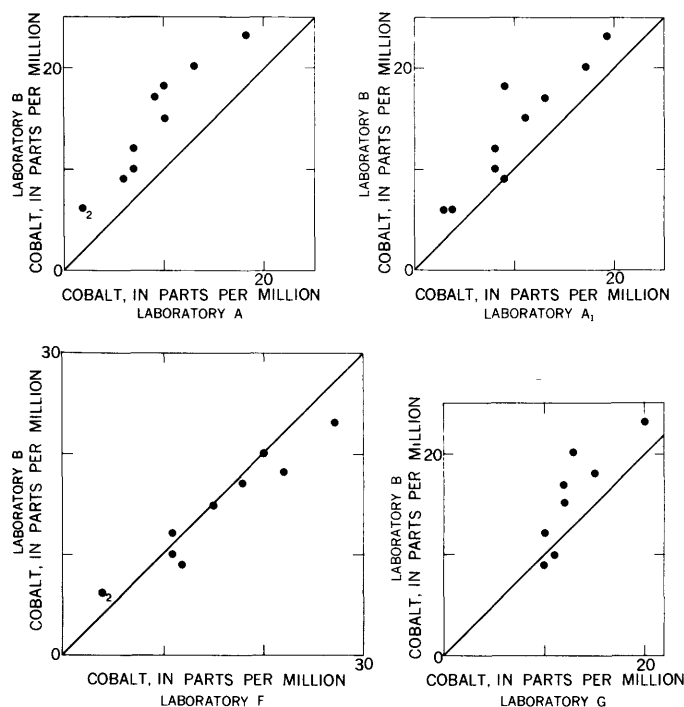 LABORATORY B
COBALT, IN PARTS PER MILLION
20
0
2
20
COBALT, IN PARTS PER MILLION
LABORATORY A
LABORATORY B
COBALT, IN PARTS PER MILLION
20
0
20
COBALT, IN PARTS PER MILLION
LABORATORY A₁
LABORATORY B
COBALT, IN PARTS PER MILLION
30
0
2
30
COBALT, IN PARTS PER MILLION
LABORATORY F
LABORATORY B
COBALT, IN PARTS PER MILLION
20
0
20
COBALT, IN PARTS PER MILLION
LABORATORY G